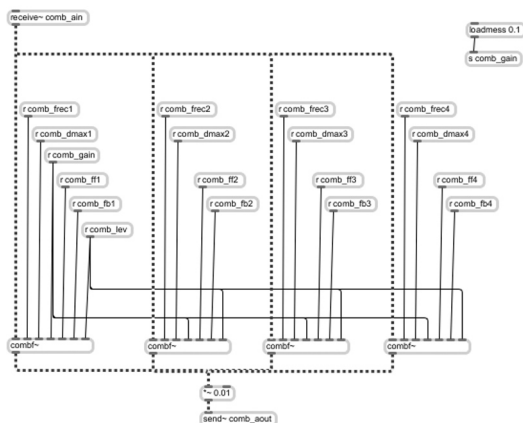 receive~ comb_ain
loadmess 0.1
s comb_gain
r comb_frec1
r comb_frec2
r comb_frec3
r comb_frec4
r comb_dmax1
r comb_dmax2
r comb_dmax3
r comb_dmax4
r comb_gain
r comb_ff1
r comb_ff2
r comb_ff3
r comb_ff4
r comb_fb1
r comb_fb2
r comb_fb3
r comb_fb4
r comb_lev
combf~
combf~
combf~
combf~
*~ 0.01
send~ comb_aout